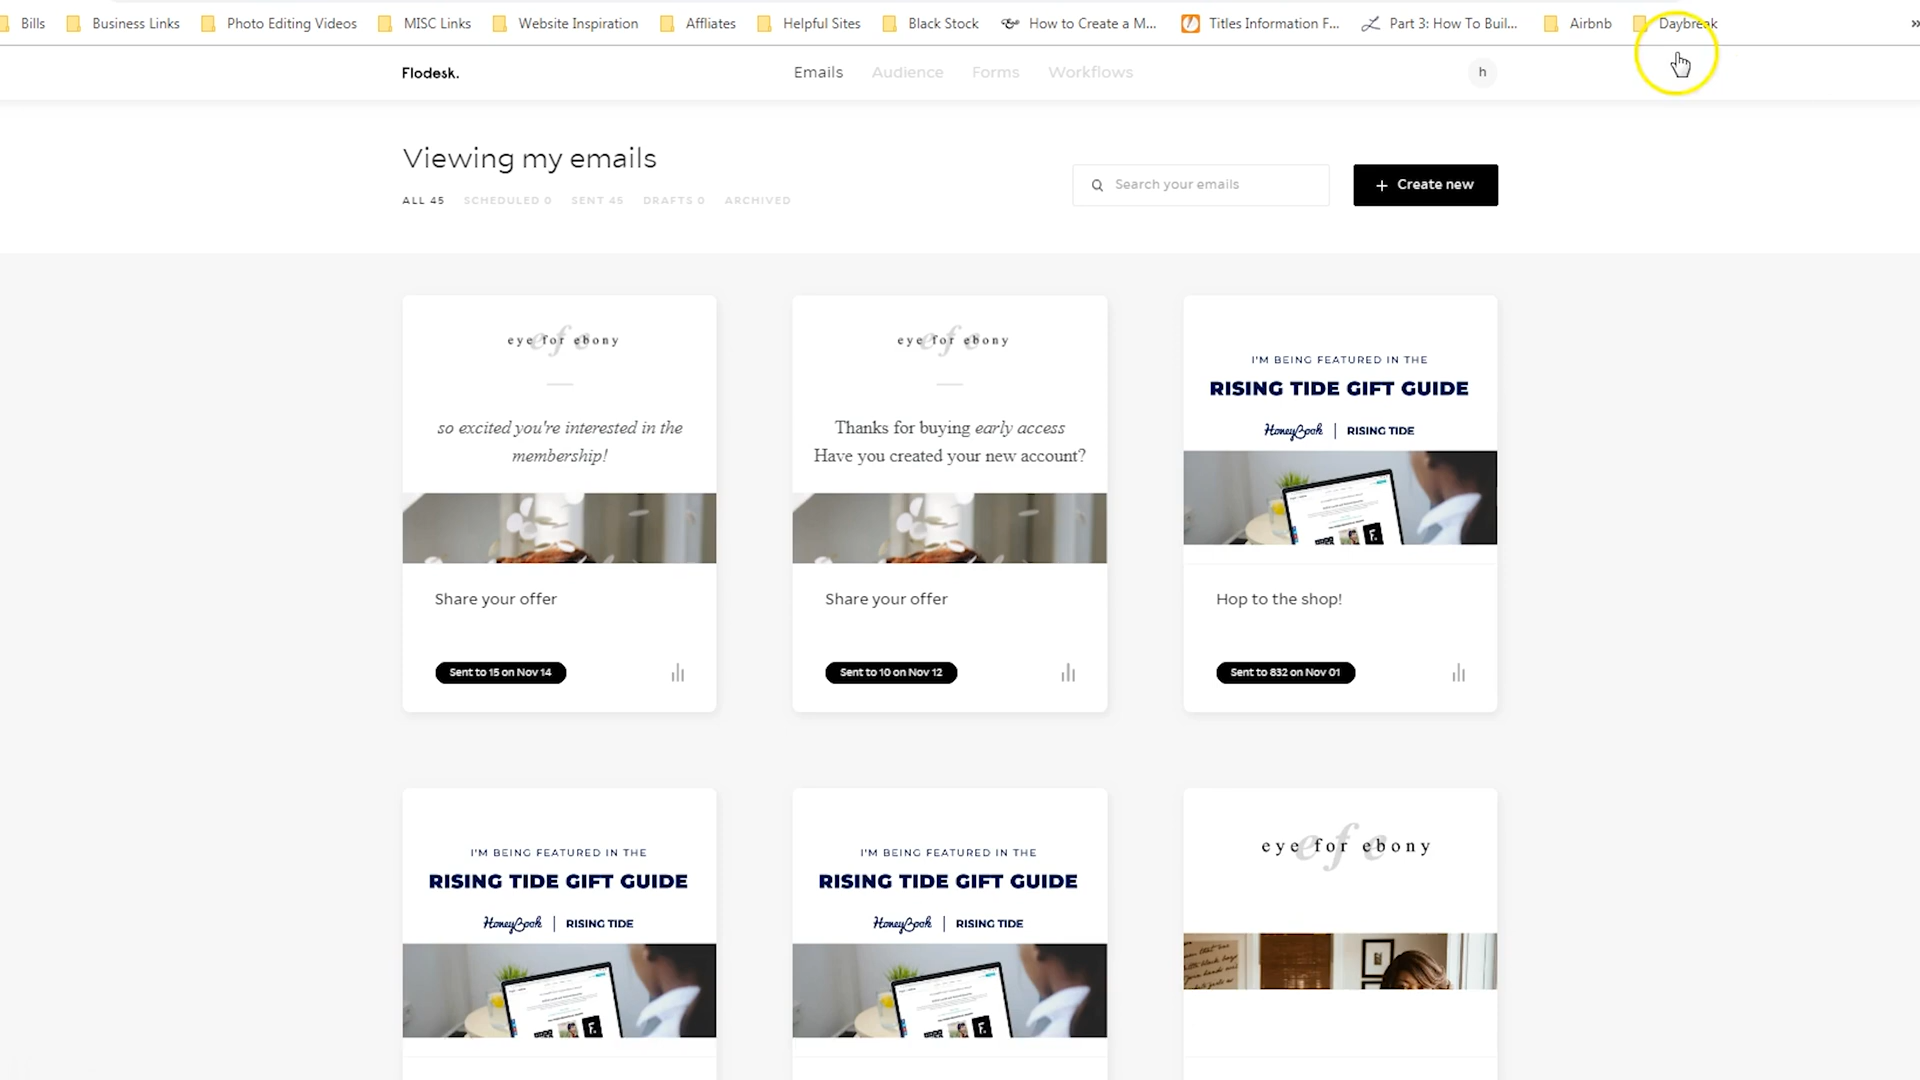 Bills Business Links Photo Editing Videos MISC Links Website Inspiration Affliates Helpful Sites Black Stock How to Create a M... Titles Information F... Part 3: How To Buil... Airbnb Daybreak »
Flodesk. Emails Audience Forms Workflows h
Viewing my emails
ALL 45 SCHEDULED 0 SENT 45 DRAFTS 0 ARCHIVED
Search your emails
+ Create new
efe
eye for ebony
so excited you're interested in the
membership!
Share your offer
Sent to 15 on Nov 14
efe
eye for ebony
Thanks for buying early access
Have you created your new account?
Share your offer
Sent to 10 on Nov 12
I'M BEING FEATURED IN THE
RISING TIDE GIFT GUIDE
HoneyBook | RISING TIDE
Hop to the shop!
Sent to 832 on Nov 01
I'M BEING FEATURED IN THE
RISING TIDE GIFT GUIDE
HoneyBook | RISING TIDE
I'M BEING FEATURED IN THE
RISING TIDE GIFT GUIDE
HoneyBook | RISING TIDE
efe
eye for ebony